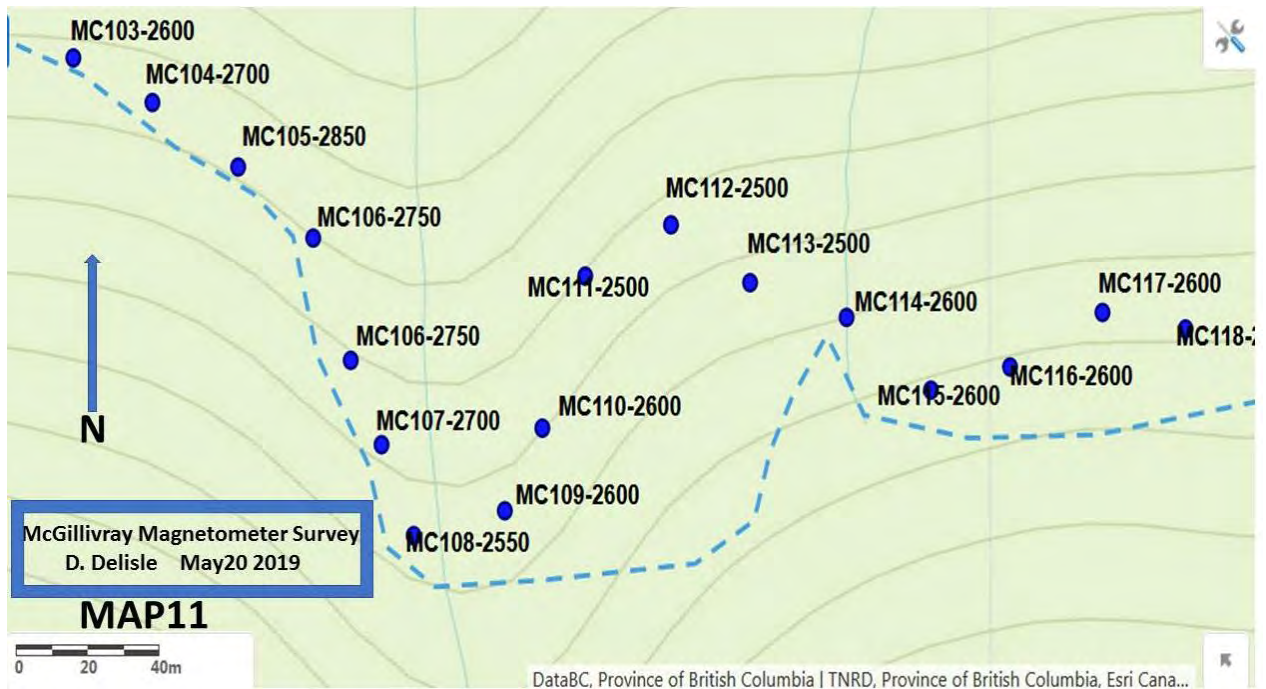 MC103-2600
MC104-2700
MC105-2850
MC106-2750
MC112-2500
MC113-2500
MC111-2500
MC117-2600
MC114-2600
MC118-2
MC106-2750
MC116-2600
MC115-2600
MC110-2600
MC107-2700
MC109-2600
MC108-2550
N
McGillivray Magnetometer Survey
D. Delisle May20 2019
MAP11
0 20 40m
DataBC, Province of British Columbia | TNRD, Province of British Columbia, Esri Cana...